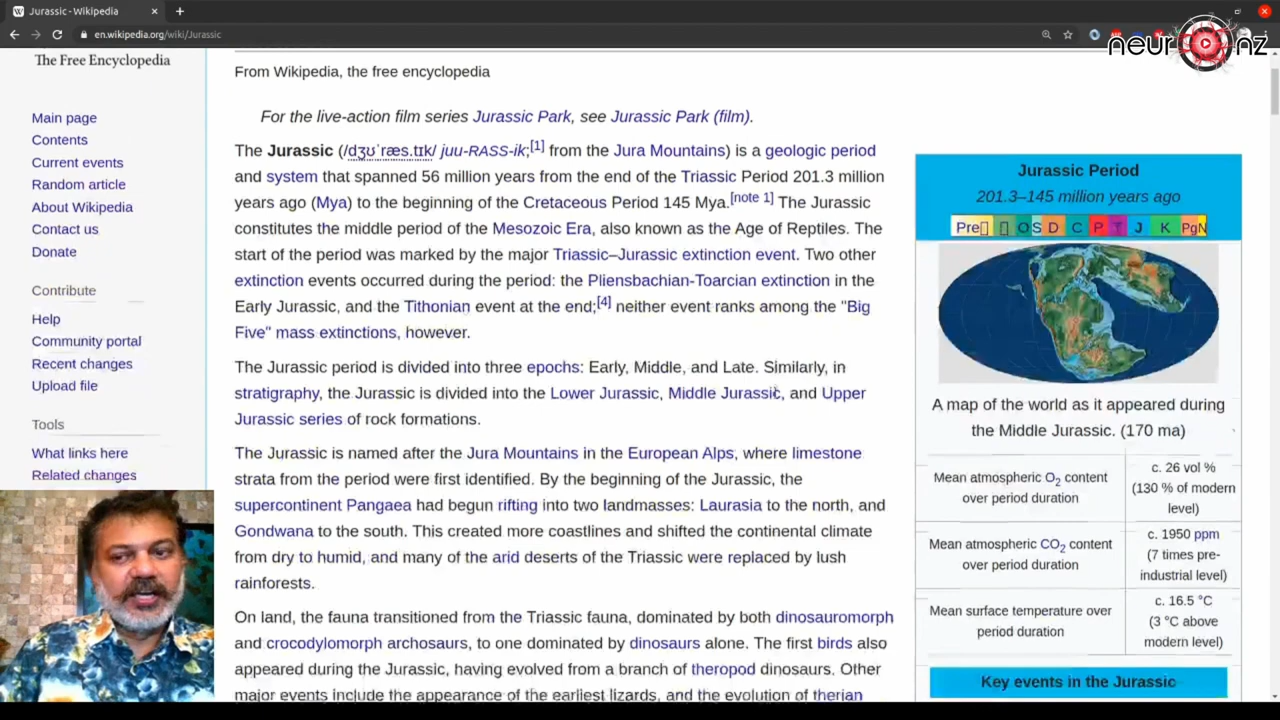 Jurassic - Wikipedia
en.wikipedia.org/wiki/Jurassic
neuronz
The Free Encyclopedia
Main page
Contents
Current events
Random article
About Wikipedia
Contact us
Donate
Contribute
Help
Community portal
Recent changes
Upload file
Tools
What links here
Related changes
From Wikipedia, the free encyclopedia
For the live-action film series Jurassic Park, see Jurassic Park (film).
The Jurassic (/dʒʊˈræs.tɪk/ juu-RASS-ik;[1] from the Jura Mountains) is a geologic period
and system that spanned 56 million years from the end of the Triassic Period 201.3 million
years ago (Mya) to the beginning of the Cretaceous Period 145 Mya.[note 1] The Jurassic
constitutes the middle period of the Mesozoic Era, also known as the Age of Reptiles. The
start of the period was marked by the major Triassic–Jurassic extinction event. Two other
extinction events occurred during the period: the Pliensbachian-Toarcian extinction in the
Early Jurassic, and the Tithonian event at the end;[4] neither event ranks among the "Big
Five" mass extinctions, however.
The Jurassic period is divided into three epochs: Early, Middle, and Late. Similarly, in
stratigraphy, the Jurassic is divided into the Lower Jurassic, Middle Jurassic, and Upper
Jurassic series of rock formations.
The Jurassic is named after the Jura Mountains in the European Alps, where limestone
strata from the period were first identified. By the beginning of the Jurassic, the
supercontinent Pangaea had begun rifting into two landmasses: Laurasia to the north, and
Gondwana to the south. This created more coastlines and shifted the continental climate
from dry to humid, and many of the arid deserts of the Triassic were replaced by lush
rainforests.
On land, the fauna transitioned from the Triassic fauna, dominated by both dinosauromorph
and crocodylomorph archosaurs, to one dominated by dinosaurs alone. The first birds also
appeared during the Jurassic, having evolved from a branch of theropod dinosaurs. Other
major events include the appearance of the earliest lizards, and the evolution of therian
Jurassic Period
201.3–145 million years ago
Pre O S D C P T J K Pg N
A map of the world as it appeared during
the Middle Jurassic. (170 ma)
Mean atmospheric O2 content
over period duration
c. 26 vol %
(130 % of modern
level)
Mean atmospheric CO2 content
over period duration
c. 1950 ppm
(7 times pre-
industrial level)
Mean surface temperature over
period duration
c. 16.5 °C
(3 °C above
modern level)
Key events in the Jurassic